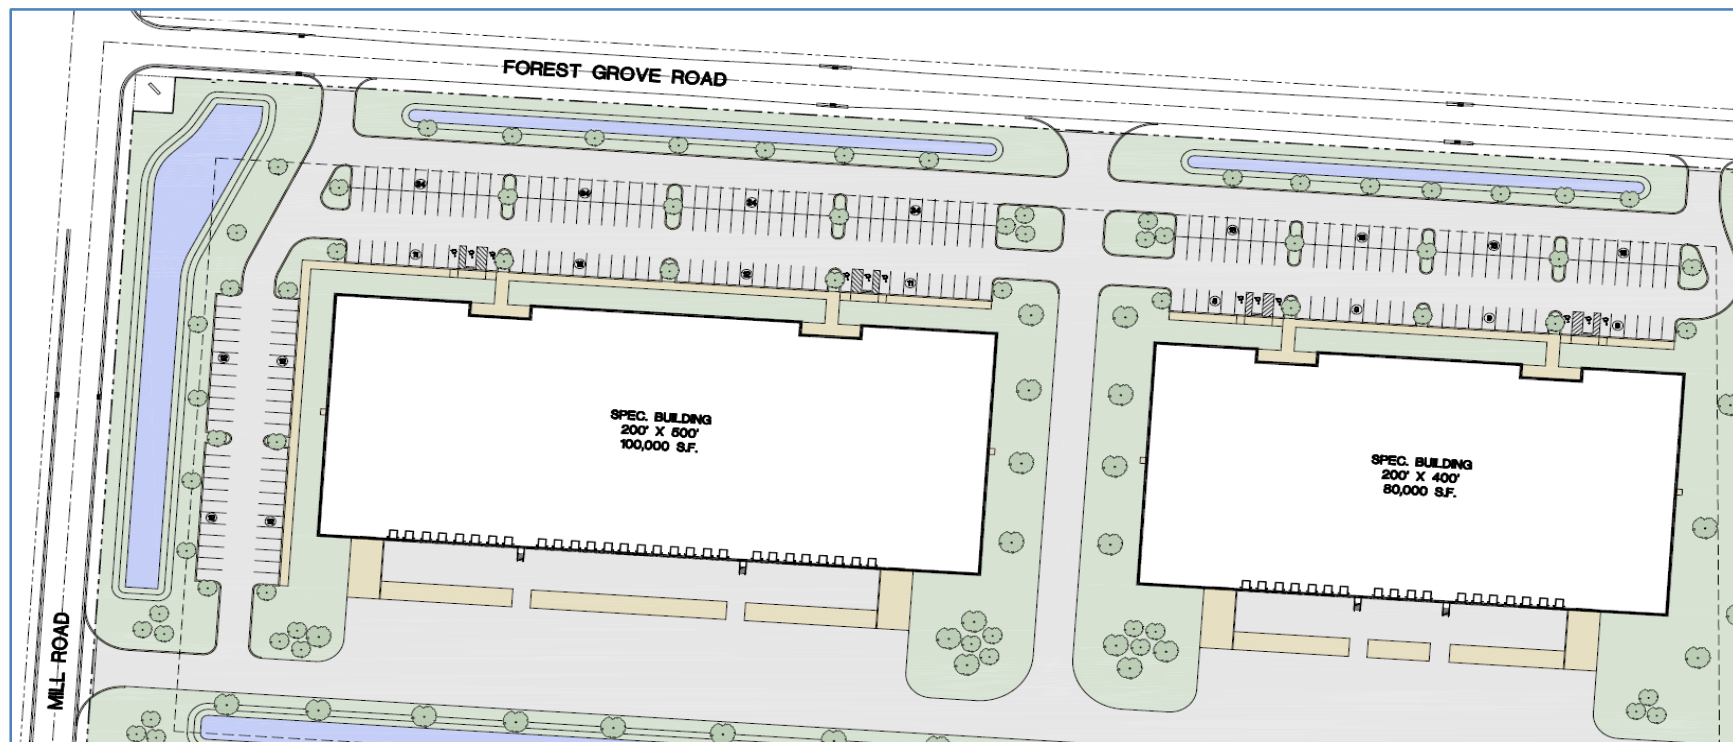 FOREST GROVE ROAD
SPEC. BUILDING
200' X 500'
100,000 S.F.
SPEC. BUILDING
200' X 400'
80,000 S.F.
MILL ROAD